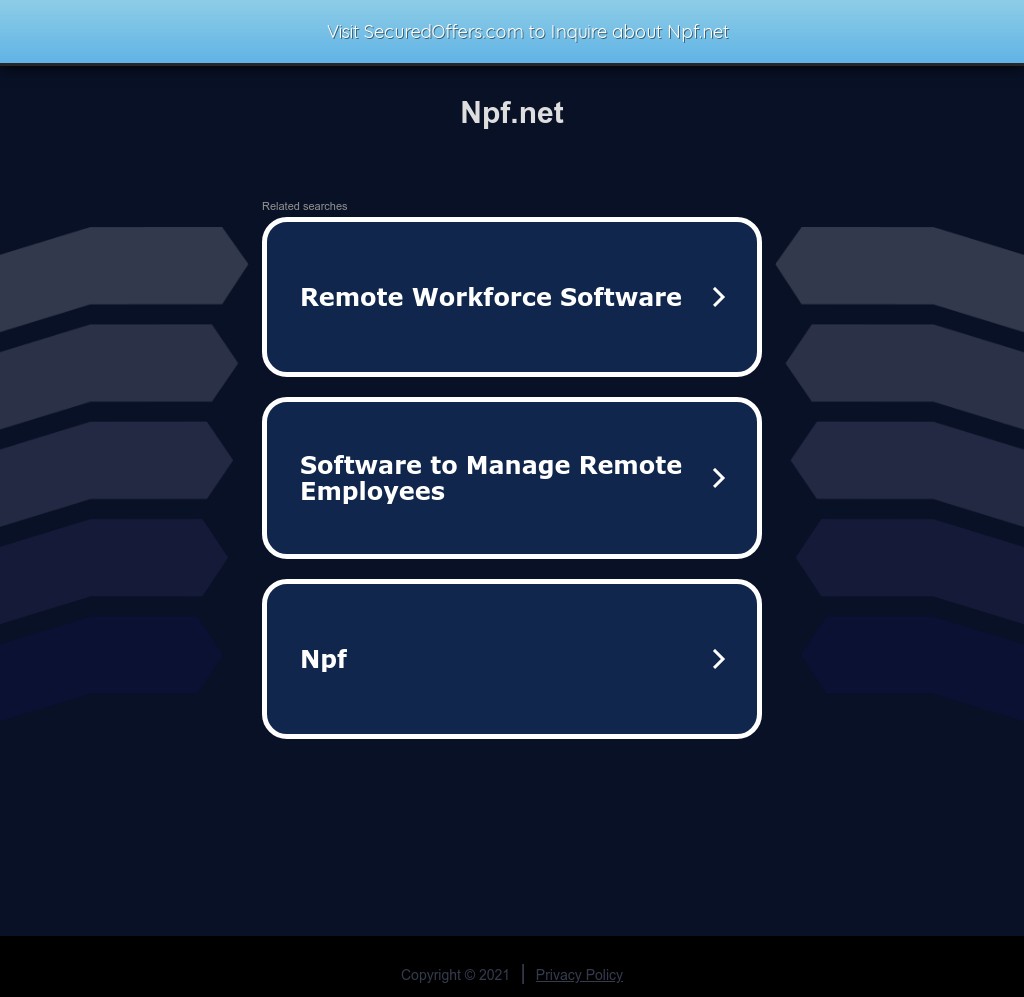 Visit SecuredOffers.com to Inquire about Npf.net
Npf.net
Related searches
Remote Workforce Software
Software to Manage Remote
Employees
Npf
Copyright © 2021 | Privacy Policy